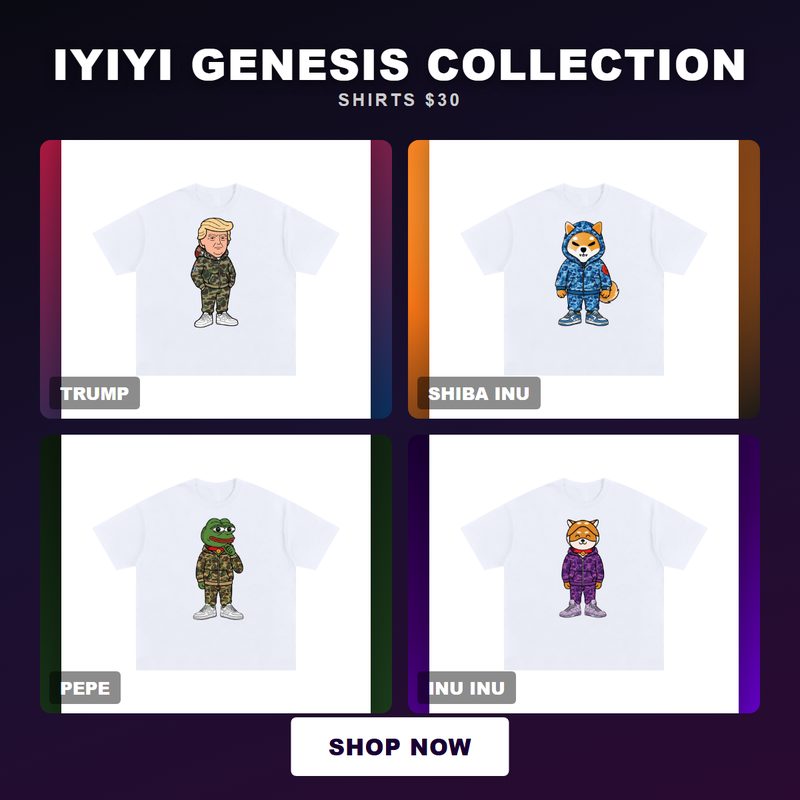 IYIYI GENESIS COLLECTION
SHIRTS $30
TRUMP
SHIBA INU
PEPE
INU INU
SHOP NOW